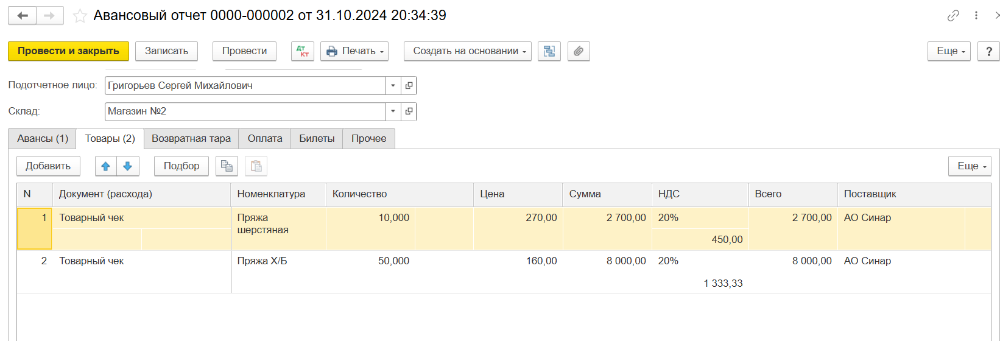 Авансовый отчет 0000-000002 от 31.10.2024 20:34:39
Провести и закрыть Записать Провести Дт Кт Печать Создать на основании Еще ?
Подотчетное лицо: Григорьев Сергей Михайлович
Склад: Магазин №2
Авансы (1) Товары (2) Возвратная тара Оплата Билеты Прочее
Добавить Подбор Еще
N Документ (расхода) Номенклатура Количество Цена Сумма НДС Всего Поставщик
1 Товарный чек Пряжа шерстяная 10,000 270,00 2 700,00 20% 2 700,00 АО Синар
450,00
2 Товарный чек Пряжа Х/Б 50,000 160,00 8 000,00 20% 8 000,00 АО Синар
1 333,33